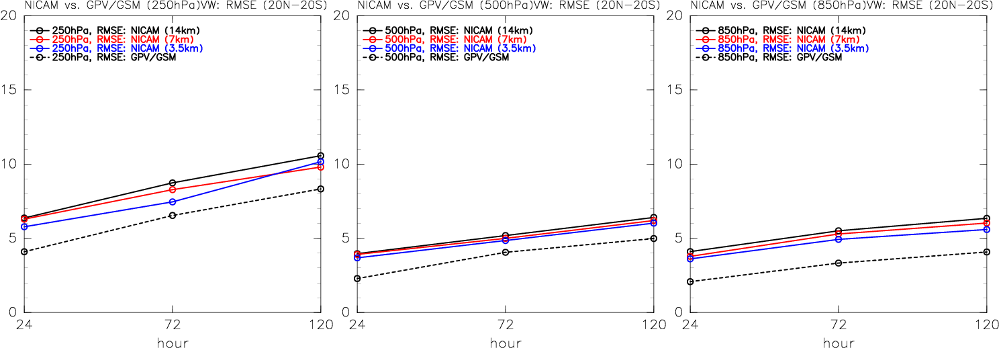 NICAM vs. GPV/GSM (250hPa)VW: RMSE (20N-20S)
20
250hPa, RMSE: NICAM (14km)
250hPa, RMSE: NICAM (7km)
250hPa, RMSE: NICAM (3.5km)
250hPa, RMSE: GPV/GSM
15
10
5
0
24 72 120
hour
NICAM vs. GPV/GSM (500hPa)VW: RMSE (20N-20S)
20
500hPa, RMSE: NICAM (14km)
500hPa, RMSE: NICAM (7km)
500hPa, RMSE: NICAM (3.5km)
500hPa, RMSE: GPV/GSM
15
10
5
0
24 72 120
hour
NICAM vs. GPV/GSM (850hPa)VW: RMSE (20N-20S)
20
850hPa, RMSE: NICAM (14km)
850hPa, RMSE: NICAM (7km)
850hPa, RMSE: NICAM (3.5km)
850hPa, RMSE: GPV/GSM
15
10
5
0
24 72 120
hour